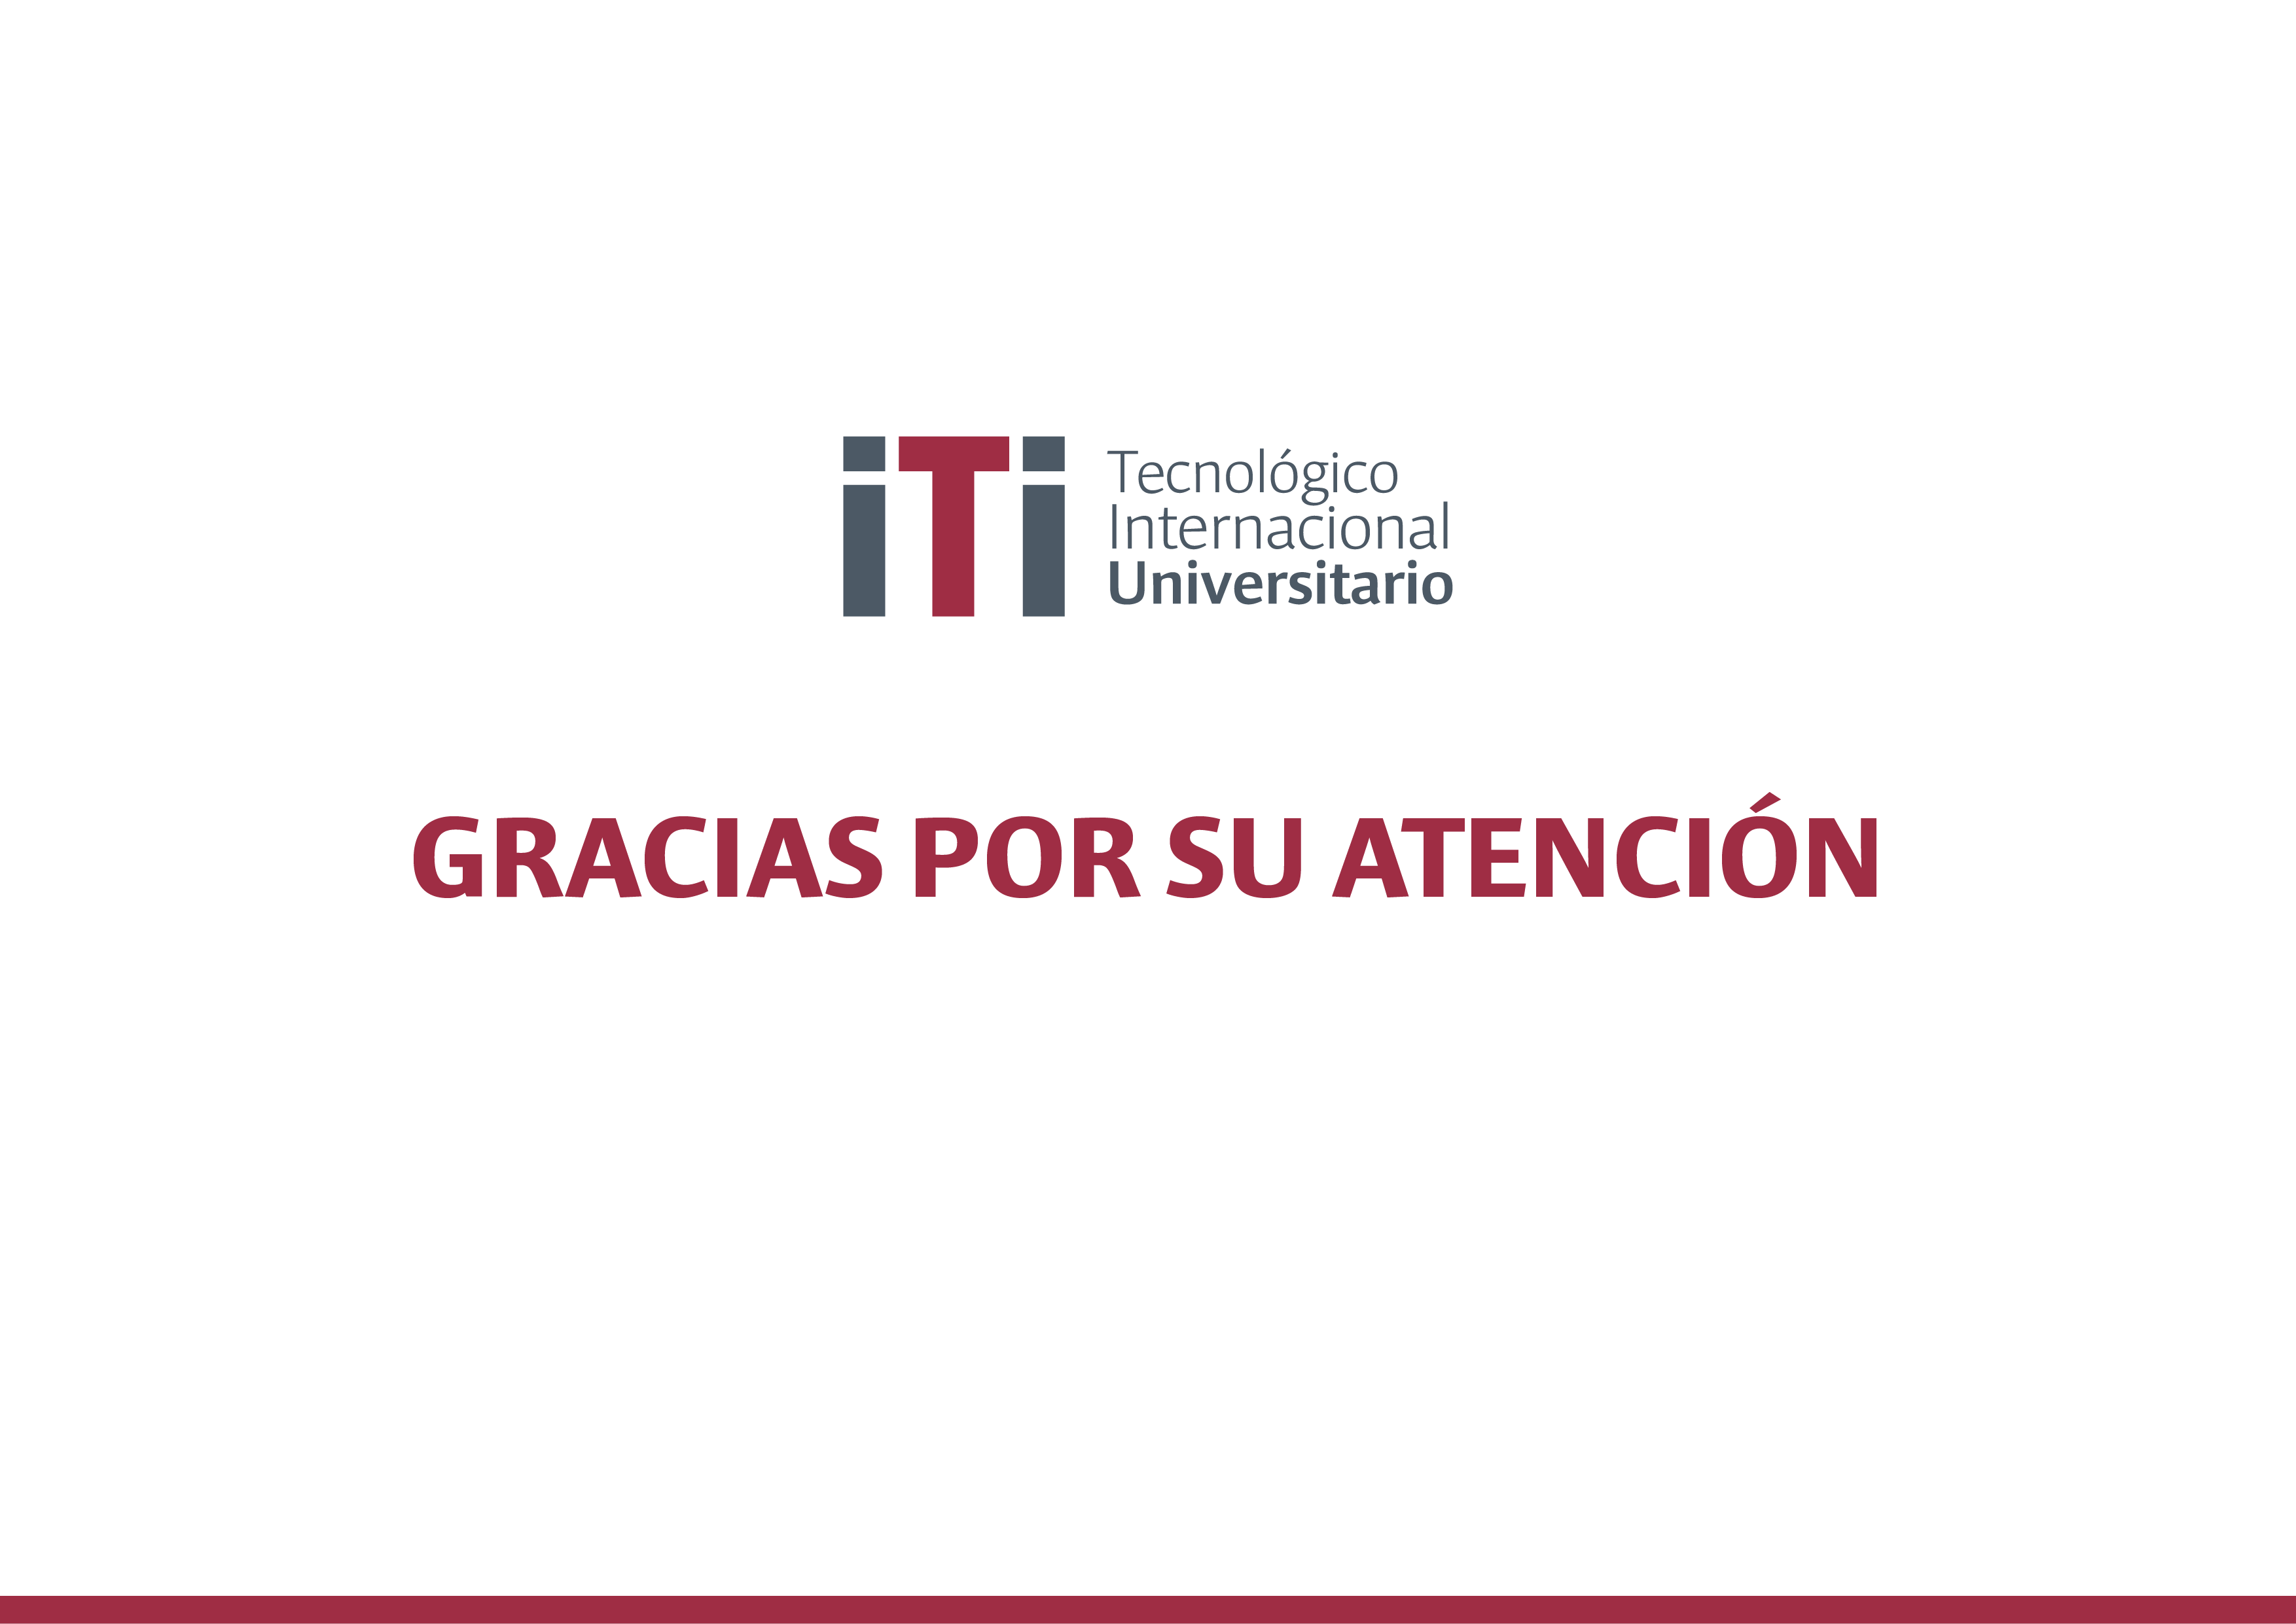 iTi
Tecnológico
Internacional
Universitario
GRACIAS POR SU ATENCIÓN